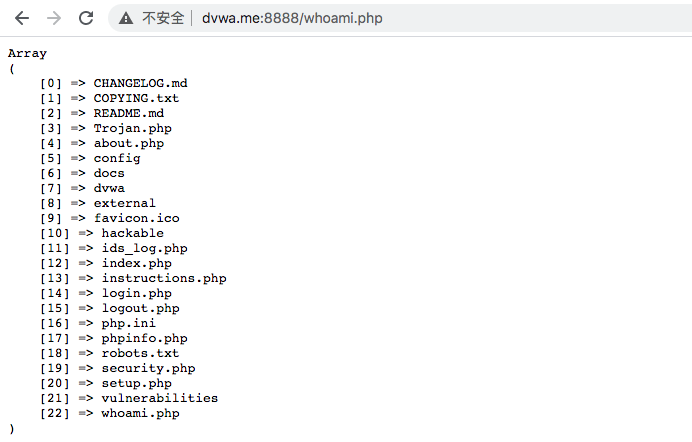 不安全 | dvwa.me:8888/whoami.php
Array
(
    [0] => CHANGELOG.md
    [1] => COPYING.txt
    [2] => README.md
    [3] => Trojan.php
    [4] => about.php
    [5] => config
    [6] => docs
    [7] => dvwa
    [8] => external
    [9] => favicon.ico
    [10] => hackable
    [11] => ids_log.php
    [12] => index.php
    [13] => instructions.php
    [14] => login.php
    [15] => logout.php
    [16] => php.ini
    [17] => phpinfo.php
    [18] => robots.txt
    [19] => security.php
    [20] => setup.php
    [21] => vulnerabilities
    [22] => whoami.php
)